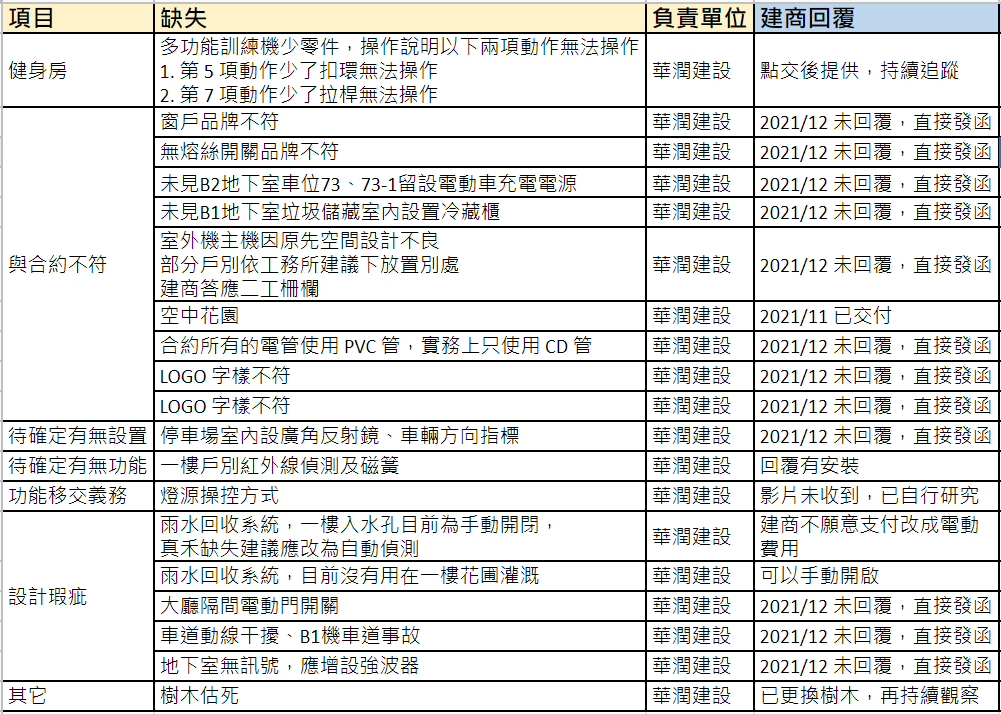 項目 缺失 負責單位 建商回覆
多功能訓練機少零件，操作說明以下兩項動作無法操作
健身房 1. 第 5 項動作少了扣環無法操作 華潤建設 點交後提供，持續追蹤
2. 第 7 項動作少了拉桿無法操作
窗戶品牌不符 華潤建設 2021/12 未回覆，直接發函
無熔絲開關品牌不符 華潤建設 2021/12 未回覆，直接發函
未見B2地下室車位73、73-1留設電動車充電電源 華潤建設 2021/12 未回覆，直接發函
未見B1地下室垃圾儲藏室內設置冷藏櫃 華潤建設 2021/12 未回覆，直接發函
室外機主機因原先空間設計不良
與合約不符 部分戶別依工務所建議下放置別處 華潤建設 2021/12 未回覆，直接發函
建商答應二工柵欄
空中花園 華潤建設 2021/11 已交付
合約所有的電管使用 PVC 管，實務上只使用 CD 管 華潤建設 2021/12 未回覆，直接發函
LOGO 字樣不符 華潤建設 2021/12 未回覆，直接發函
LOGO 字樣不符 華潤建設 2021/12 未回覆，直接發函
待確定有無設置 停車場室內設廣角反射鏡、車輛方向指標 華潤建設 2021/12 未回覆，直接發函
待確定有無功能 一樓戶別紅外線偵測及磁簧 華潤建設 回覆有安裝
功能移交義務 燈源操控方式 華潤建設 影片未收到，已自行研究
雨水回收系統，一樓入水孔目前為手動開閉， 華潤建設 建商不願意支付改成電動
真禾缺失建議應改為自動偵測 費用
設計瑕疵 雨水回收系統，目前沒有用在一樓花圃灌溉 華潤建設 可以手動開啟
大廳隔間電動門開關 華潤建設 2021/12 未回覆，直接發函
車道動線干擾、B1機車道事故 華潤建設 2021/12 未回覆，直接發函
地下室無訊號，應增設強波器 華潤建設 2021/12 未回覆，直接發函
其它 樹木估死 華潤建設 已更換樹木，再持續觀察